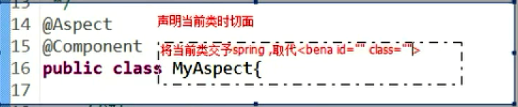 14 @Aspect 声明当前类时切面
15 @Component 将当前类交予spring ,取代<bena id="" class="">
16 public class MyAspect{
17